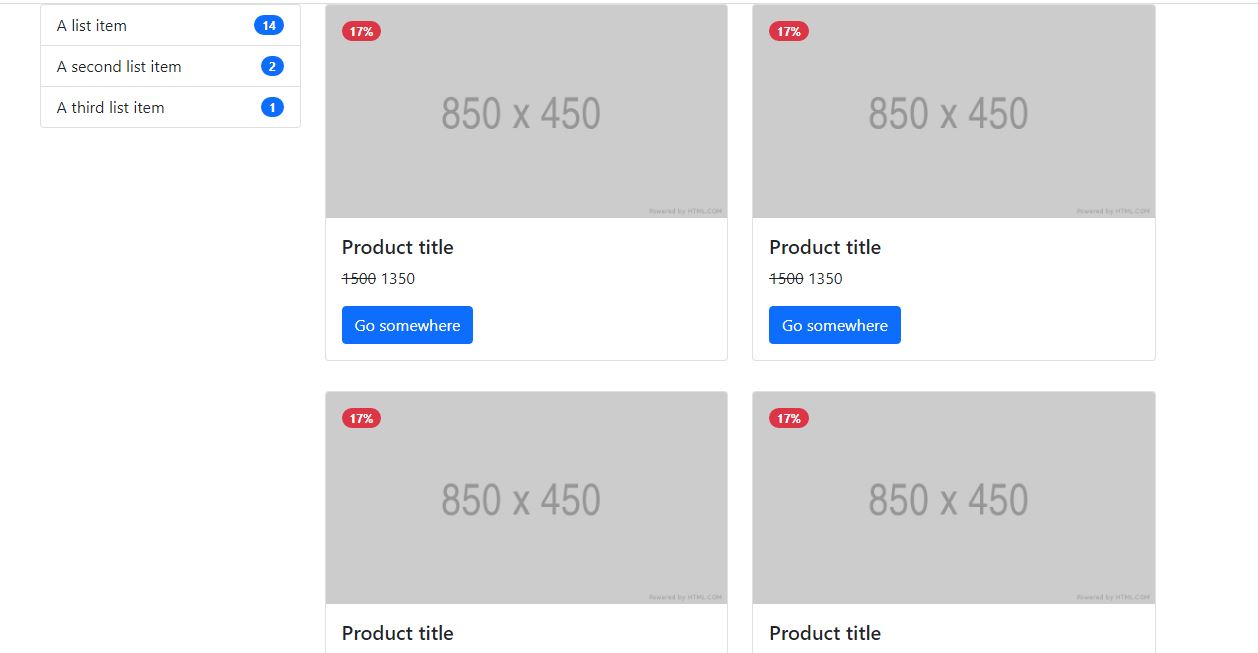 A list item 14
A second list item 2
A third list item 1
17%
850 x 450
Powered by HTML.COM
Product title
1500 1350
Go somewhere
17%
850 x 450
Powered by HTML.COM
Product title
1500 1350
Go somewhere
17%
850 x 450
Powered by HTML.COM
Product title
17%
850 x 450
Powered by HTML.COM
Product title